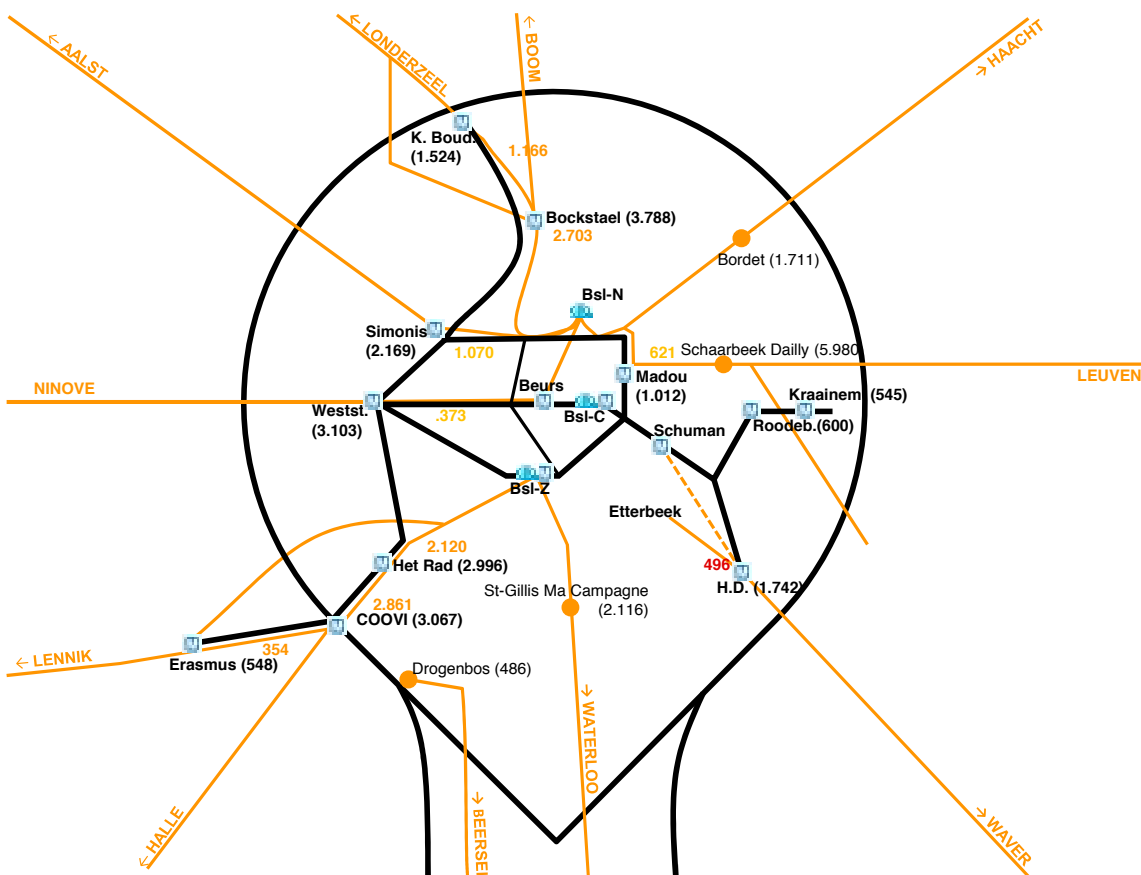 ← LONDERZEEL
← BOOM
← AALST
→ HAACHT
K. Boud.
(1.524)
1.166
Bockstael (3.788)
2.703
Bordet (1.711)
Bsl-N
Simonis
(2.169)
1.070
621
Schaarbeek Dailly (5.980
LEUVEN
Madou
(1.012)
NINOVE
Beurs
Kraainem (545)
Westst.
(3.103)
.373
Bsl-C
Roodeb.(600)
Schuman
Bsl-Z
Etterbeek
2.120
Het Rad (2.996)
496
H.D. (1.742)
St-Gillis Ma Campagne
(2.116)
2.861
COOVI (3.067)
354
← LENNIK
Erasmus (548)
Drogenbos (486)
→ WATERLOO
← HALLE
→ BEERSEL
→ WAVER